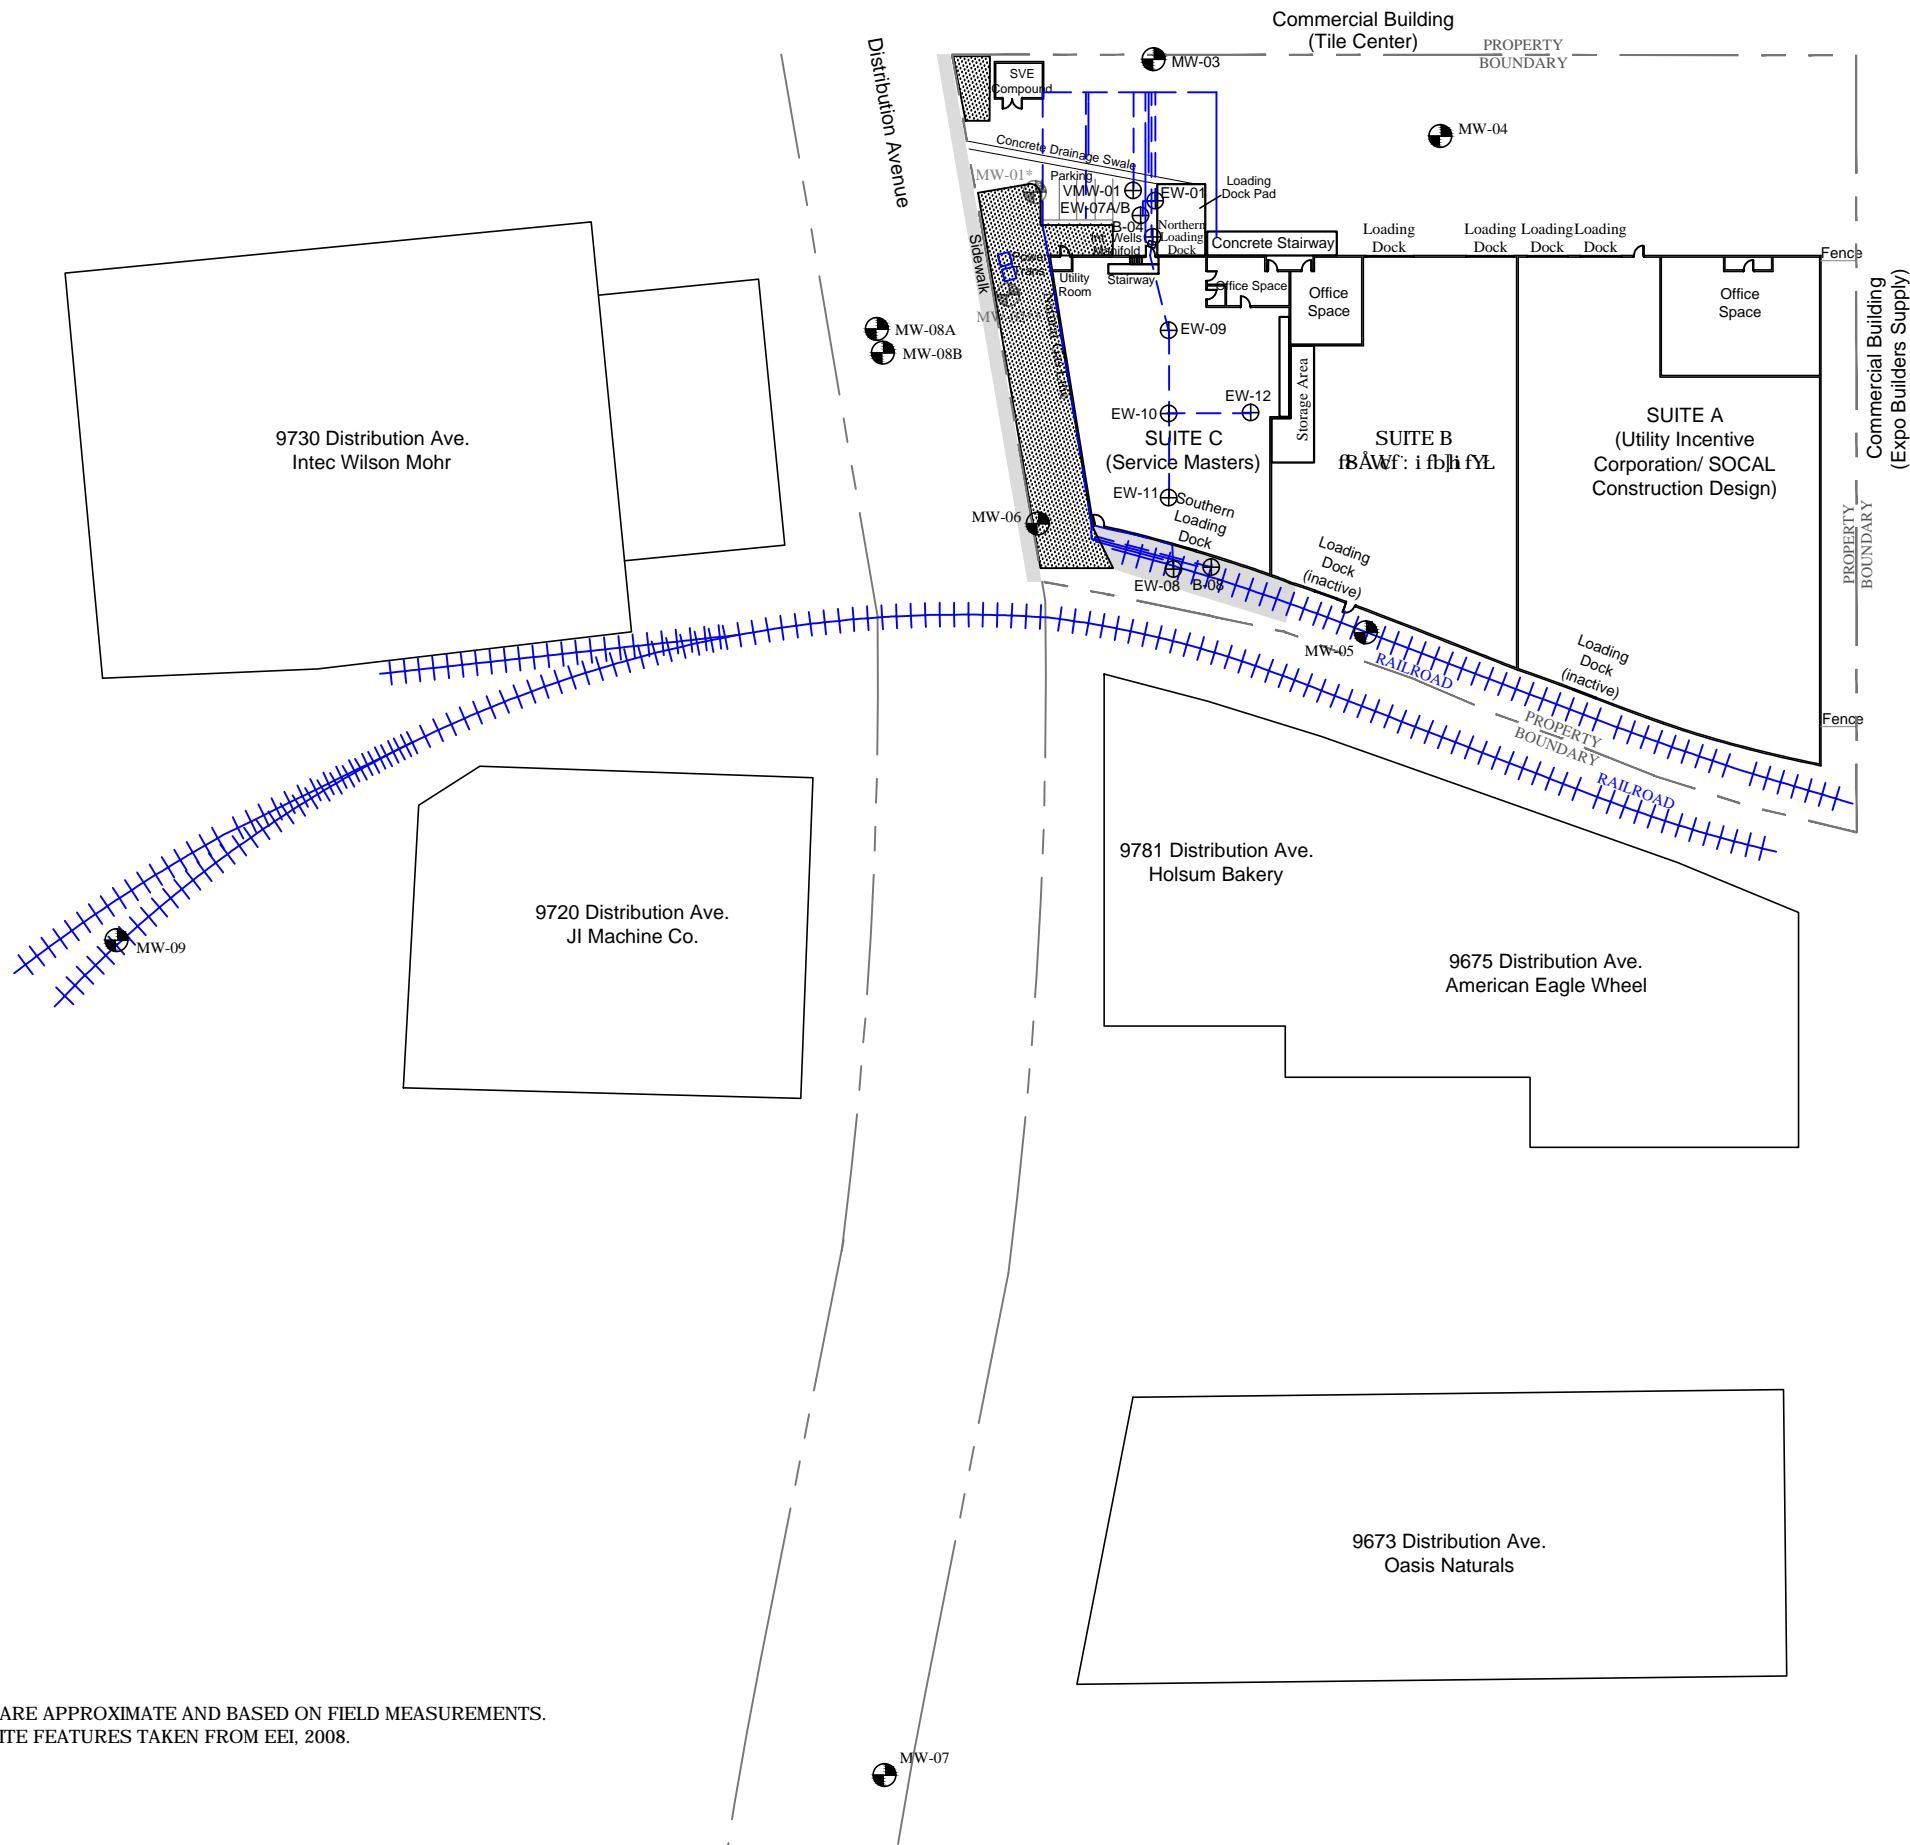 Commercial Building
(Tile Center)
PROPERTY
BOUNDARY
MW-03
SVE
Compound
Distribution Avenue
MW-04
Concrete Drainage Swale
MW-01*
Parking
VMW-01
EW-01
Loading
Dock Pad
EW-07A/B
B-04
Northern
Loading
Dock
Int. Wells
Manifold
Concrete Stairway
Loading
Dock
Loading
Dock
Loading
Dock
Loading
Dock
Fence
Sidewalk
Utility
Room
Stairway
Office Space
Office
Space
Office
Space
Commercial Building
(Expo Builders Supply)
MW-08A
MW-08B
EW-09
EW-10
EW-12
Storage Area
SUITE C
(Service Masters)
SUITE B
SUITE A
(Utility Incentive
Corporation/ SOCAL
Construction Design)
9730 Distribution Ave.
Intec Wilson Mohr
EW-11
Southern
Loading
Dock
MW-06
Loading
Dock
(inactive)
EW-08
B-08
PROPERTY
BOUNDARY
MW-05
RAILROAD
Loading
Dock
(inactive)
Fence
PROPERTY
BOUNDARY
RAILROAD
9781 Distribution Ave.
Holsum Bakery
9720 Distribution Ave.
JI Machine Co.
MW-09
9675 Distribution Ave.
American Eagle Wheel
9673 Distribution Ave.
Oasis Naturals
ARE APPROXIMATE AND BASED ON FIELD MEASUREMENTS.
ITE FEATURES TAKEN FROM EEI, 2008.
MW-07